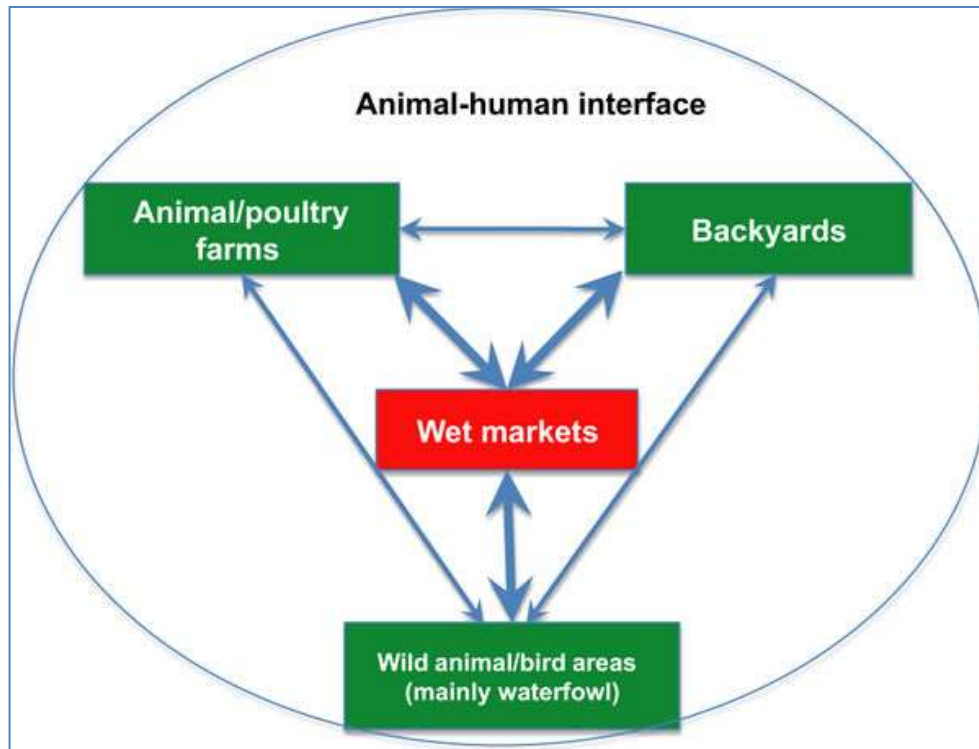 Animal-human interface
Animal/poultry
farms
Backyards
Wet markets
Wild animal/bird areas
(mainly waterfowl)